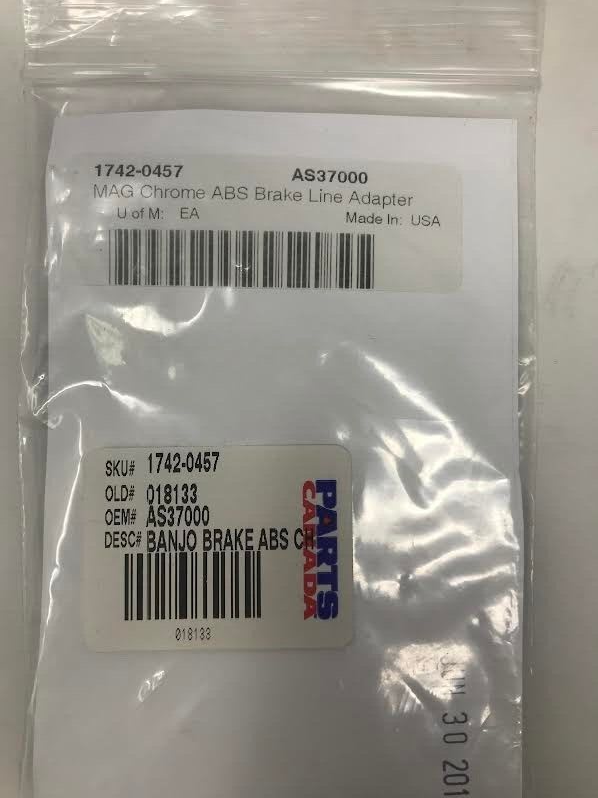 1742-0457 AS37000
MAG Chrome ABS Brake Line Adapter
U of M: EA Made In: USA
SKU# 1742-0457
OLD# 018133
OEM# AS37000
DESC# BANJO BRAKE ABS CH
018133
PARTS
CANADA
30 201